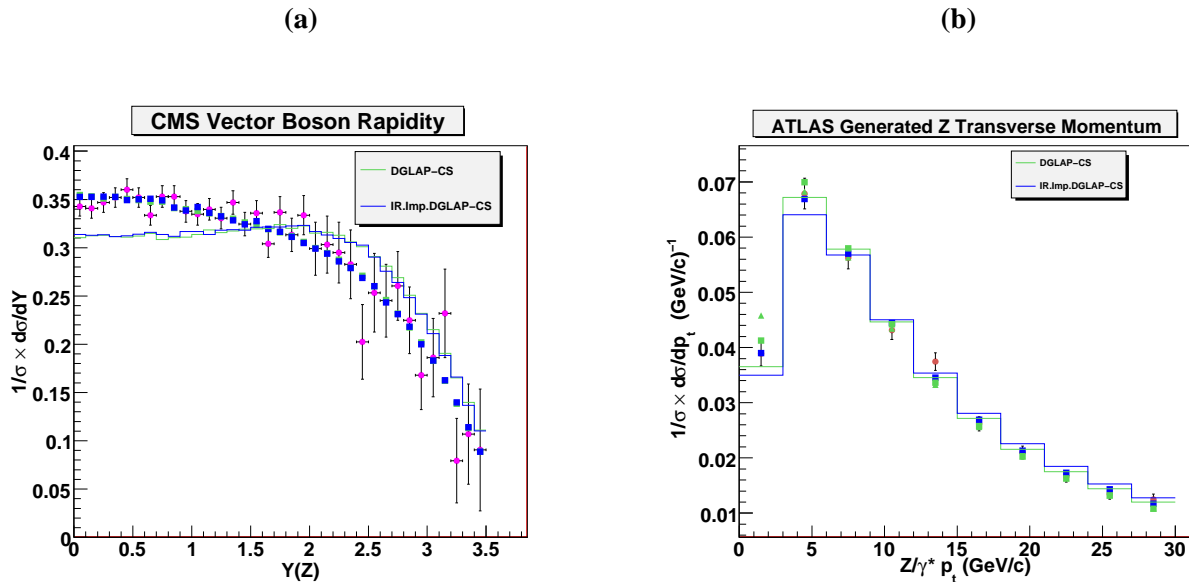 (a)
(b)
CMS Vector Boson Rapidity
DGLAP−CS
IR.Imp.DGLAP−CS
1/σ × dσ/dY
0.4
0.35
0.3
0.25
0.2
0.15
0.1
0.05
0
0 0.5 1 1.5 2 2.5 3 3.5
Y(Z)
ATLAS Generated Z Transverse Momentum
DGLAP−CS
IR.Imp.DGLAP−CS
1/σ × dσ/dpt (GeV/c)−1
0.07
0.06
0.05
0.04
0.03
0.02
0.01
0 5 10 15 20 25 30
Z/γ* pt (GeV/c)